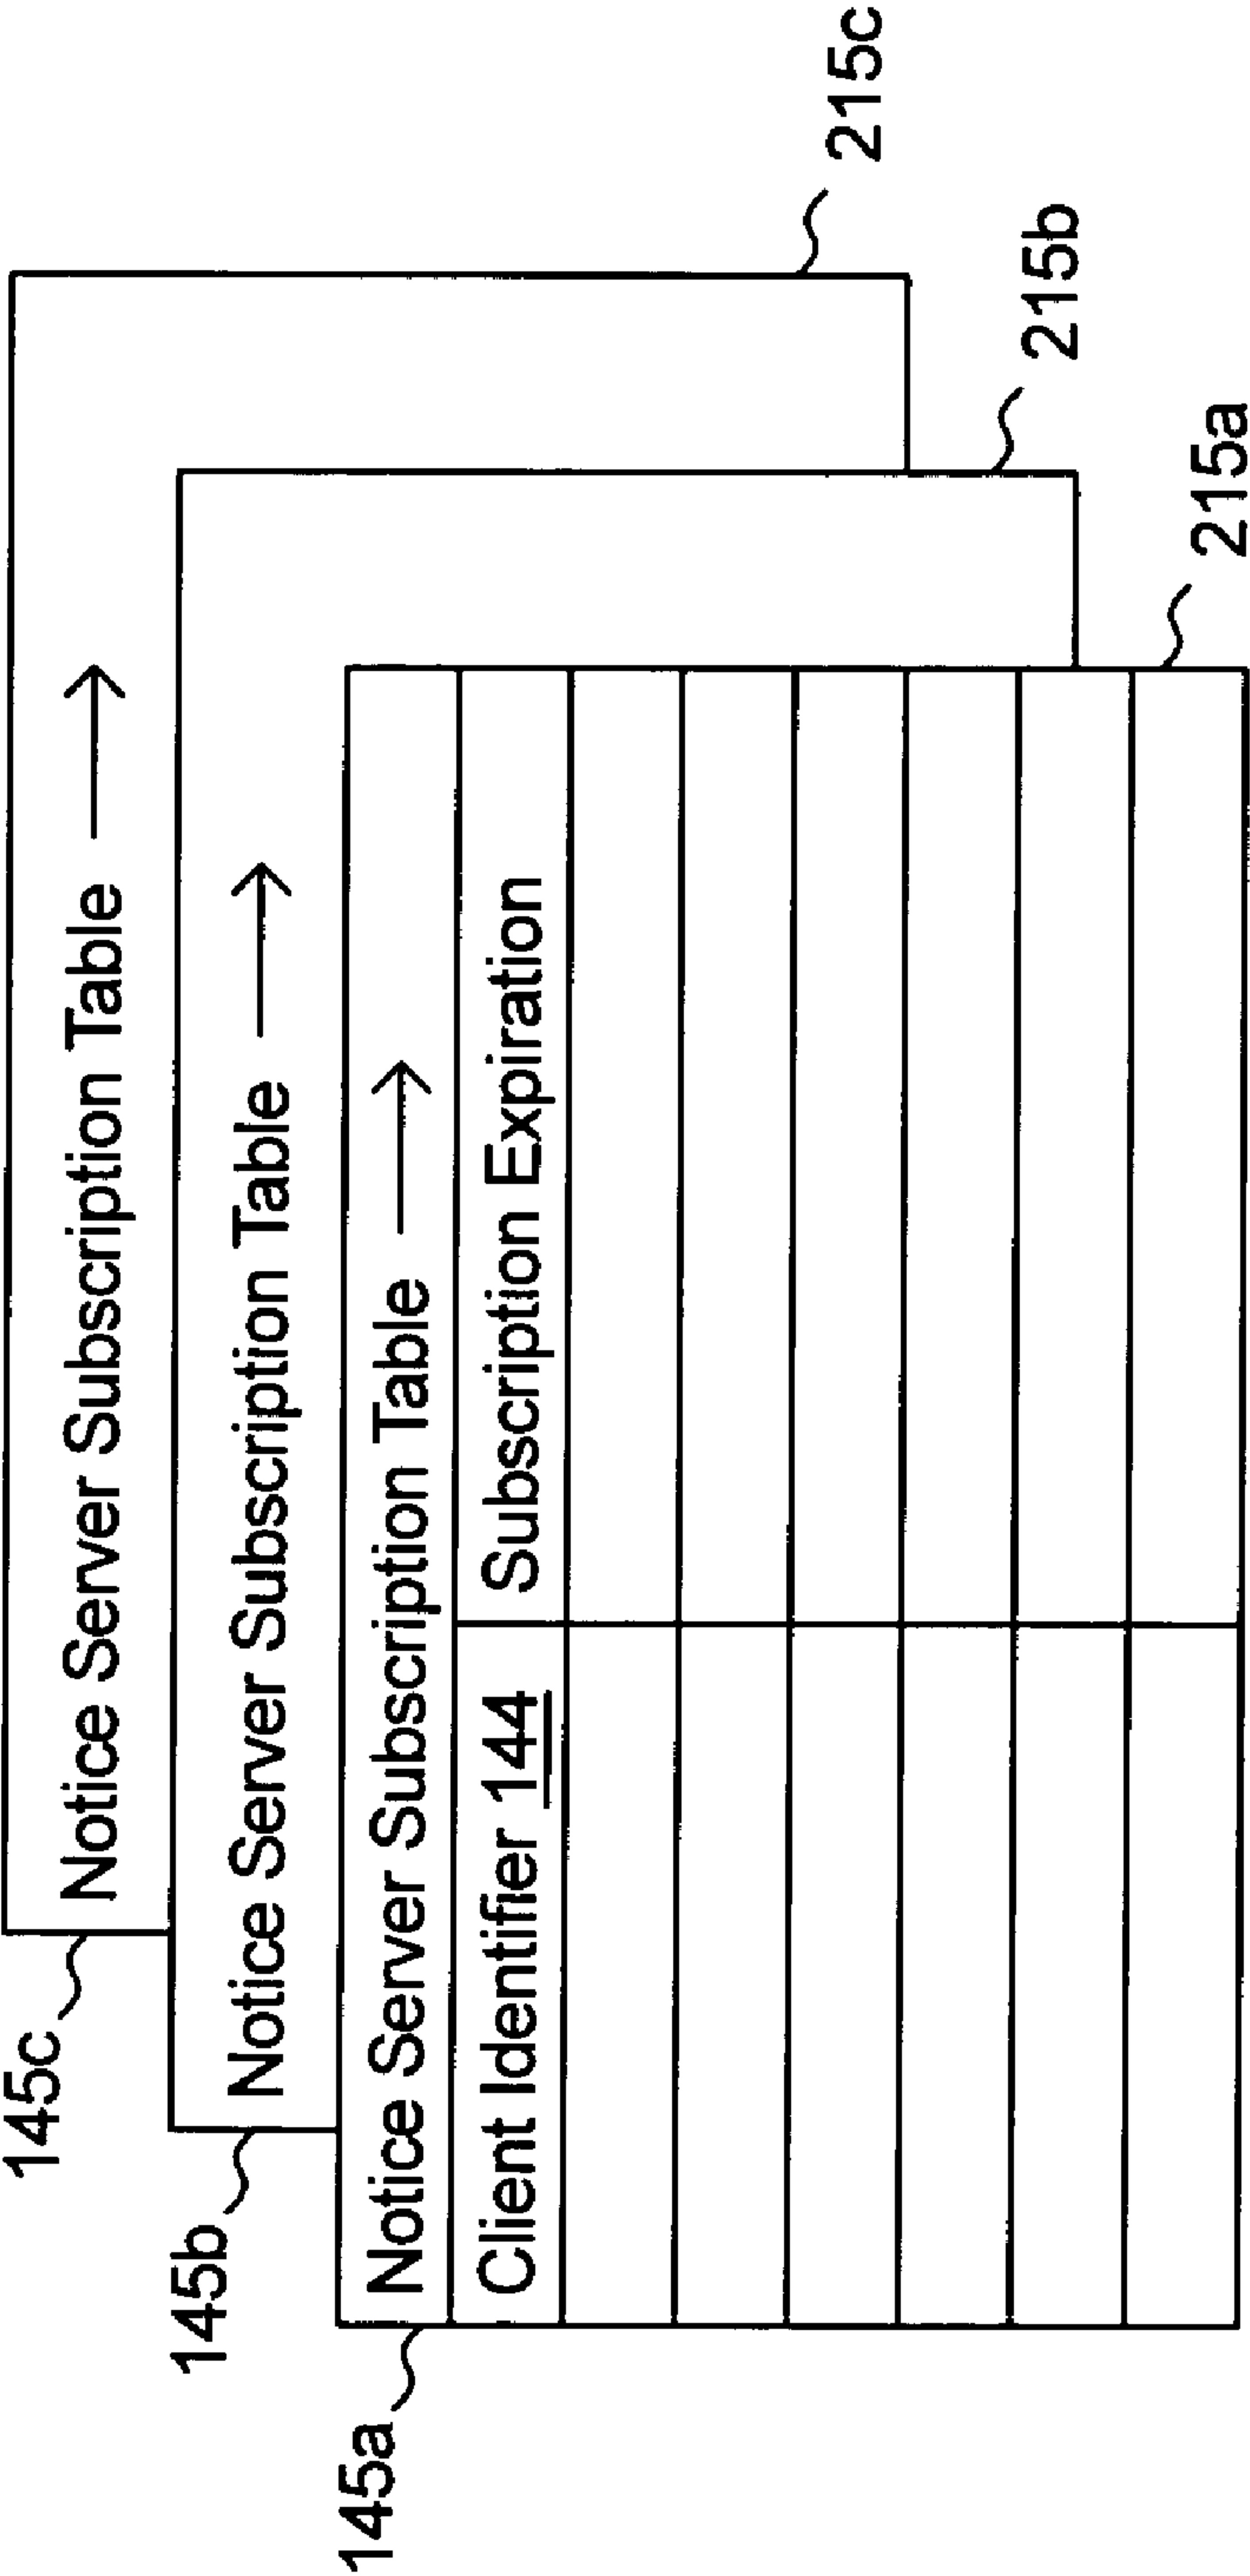 145c
Notice Server Subscription Table
215c
145b
Notice Server Subscription Table
215b
145a
Notice Server Subscription Table
Client Identifier 144 Subscription Expiration
215a